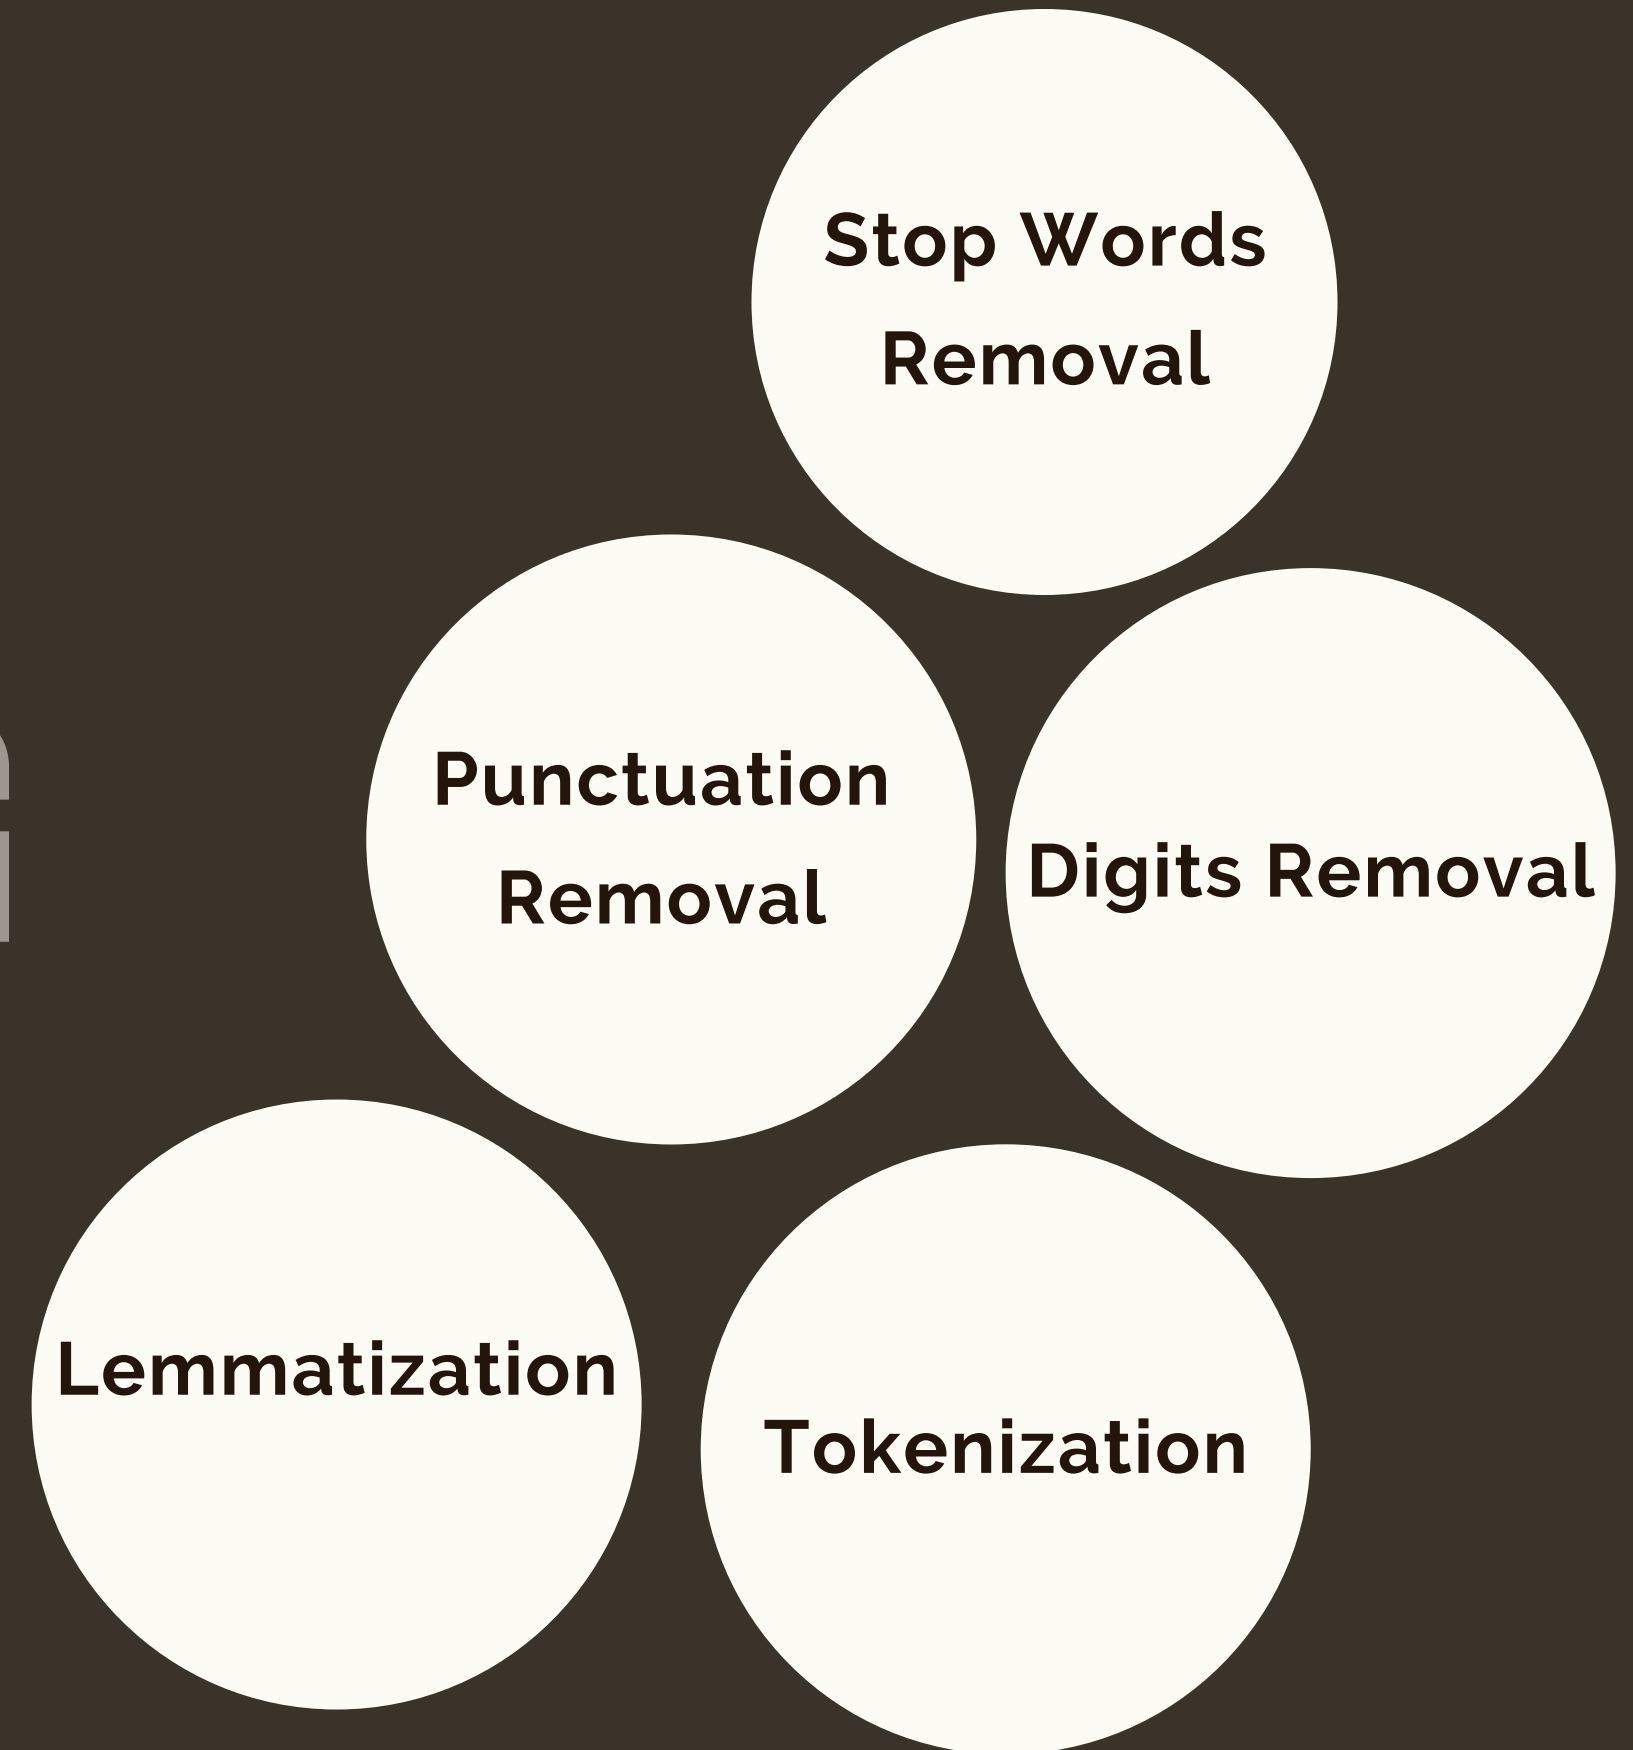 Stop Words
Removal
Punctuation
Removal
Digits Removal
Lemmatization
Tokenization